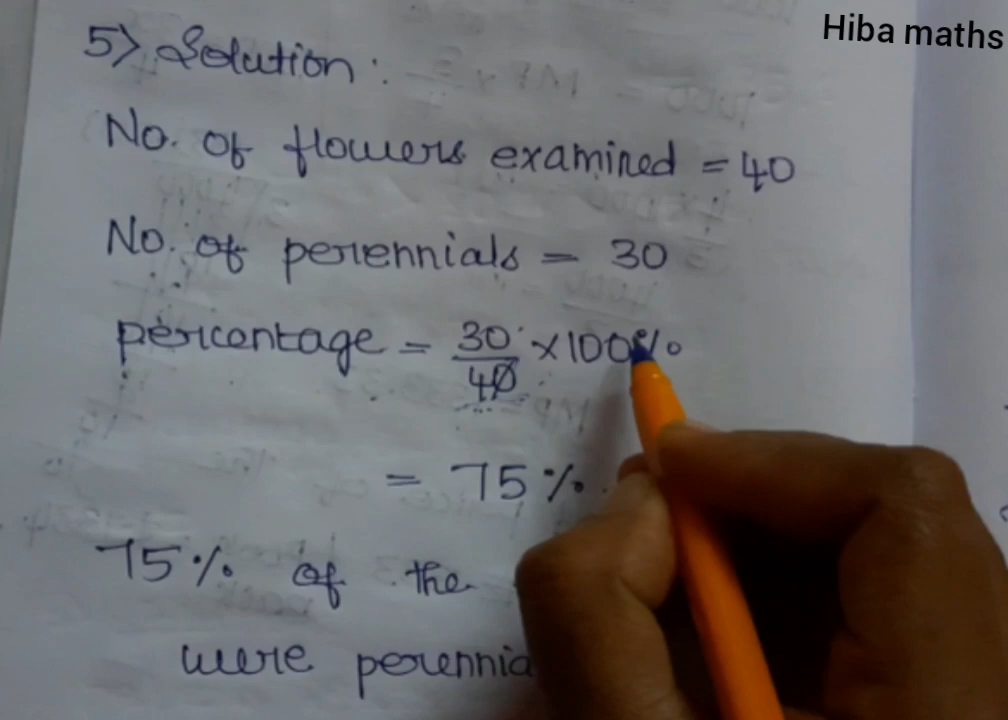 Hiba maths
5) Solution:
No. of flowers examined = 40
No. of perennials = 30
percentage = 30/40 × 100%
= 75%.
75% of the
were perennia